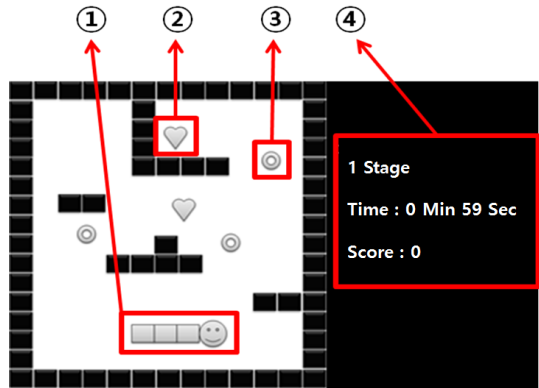 ① ② ③ ④
1 Stage
Time : 0 Min 59 Sec
Score : 0